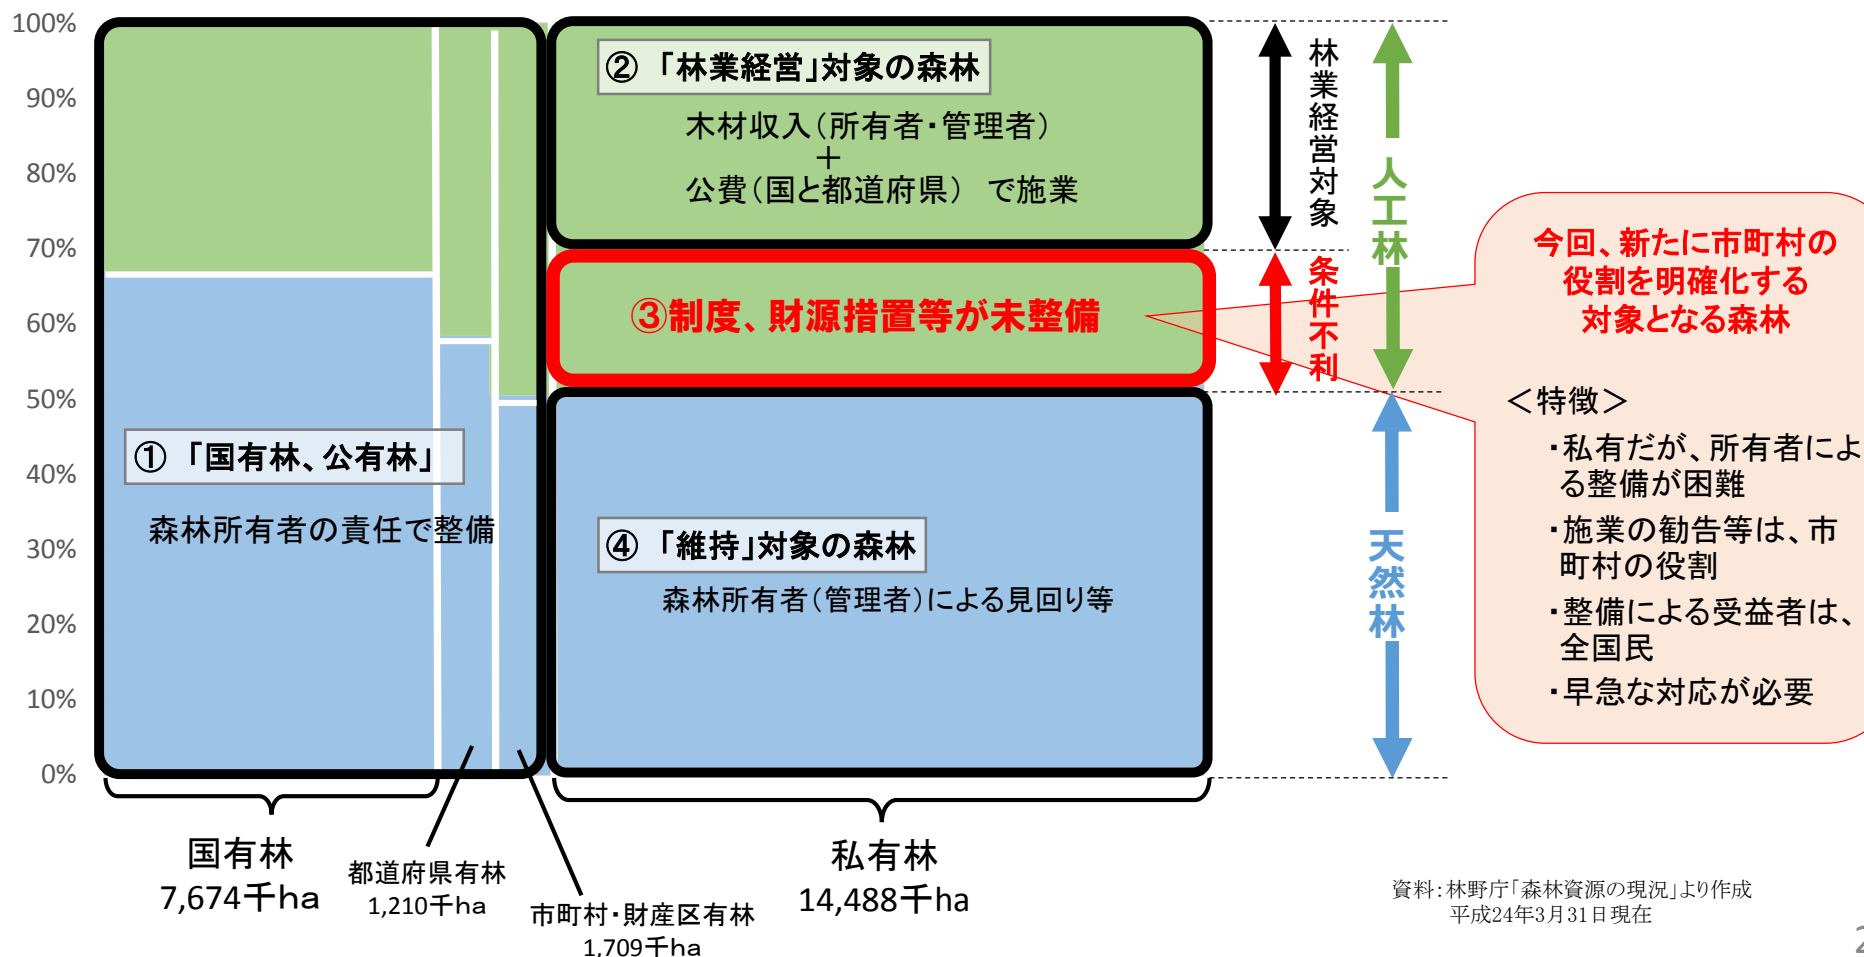 100%
90%
80%
70%
60%
50%
40%
30%
20%
10%
0%
① 「国有林、公有林」
森林所有者の責任で整備
② 「林業経営」対象の森林
木材収入（所有者・管理者）
＋
公費（国と都道府県） で施業
③制度、財源措置等が未整備
④ 「維持」対象の森林
森林所有者（管理者）による見回り等
林業経営対象
条件不利
人工林
天然林
今回、新たに市町村の
役割を明確化する
対象となる森林
＜特徴＞
・私有だが、所有者によ
る整備が困難
・施業の勧告等は、市
町村の役割
・整備による受益者は、
全国民
・早急な対応が必要
国有林
7,674千ha
都道府県有林
1,210千ha
市町村・財産区有林
1,709千ha
私有林
14,488千ha
資料：林野庁「森林資源の現況」より作成
平成24年3月31日現在
2